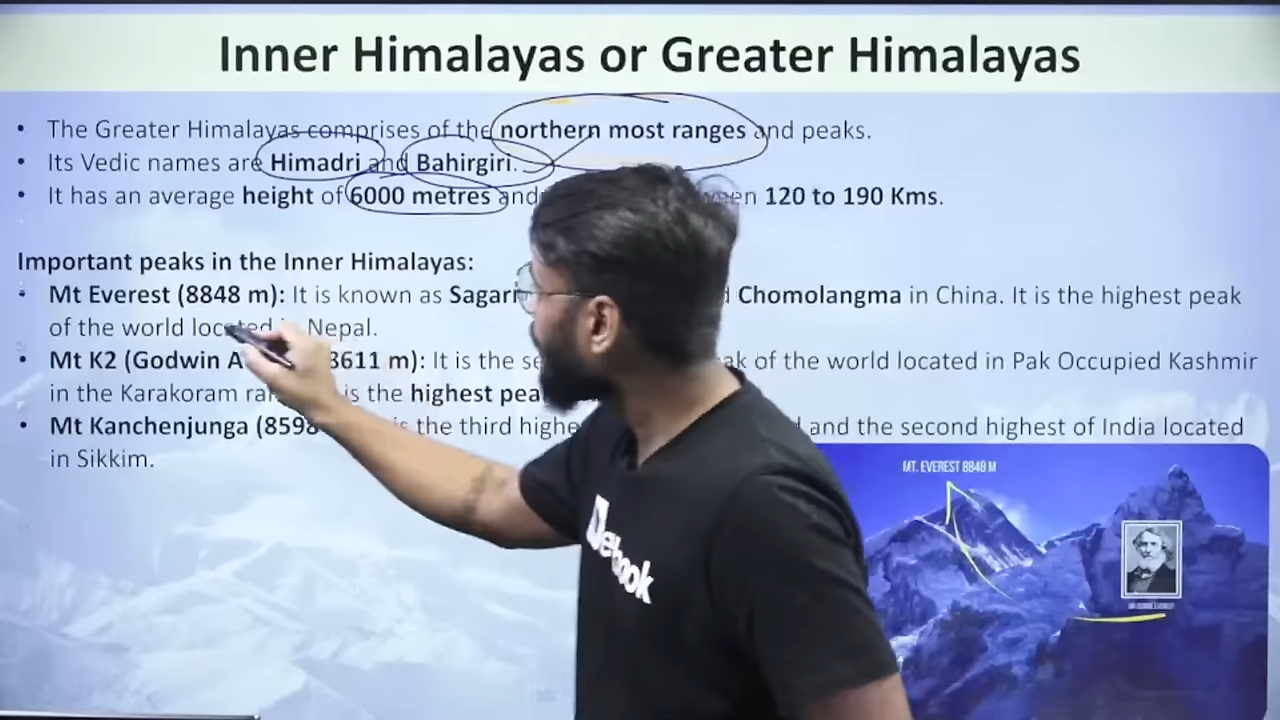 Inner Himalayas or Greater Himalayas
• The Greater Himalayas comprises of the northern most ranges and peaks.
• Its Vedic names are Himadri and Bahirgiri.
• It has an average height of 6000 metres and 120 to 190 Kms.
Important peaks in the Inner Himalayas:
• Mt Everest (8848 m): It is known as Chomolangma in China. It is the highest peak
of the world located Nepal.
• Mt K2 (Godwin 8611 m): It is the of the world located in Pak Occupied Kashmir
in the Karakoram is the highest
• Mt Kanchenjunga is the third and the second highest of India located
in Sikkim.
MT. EVEREST 8848 M